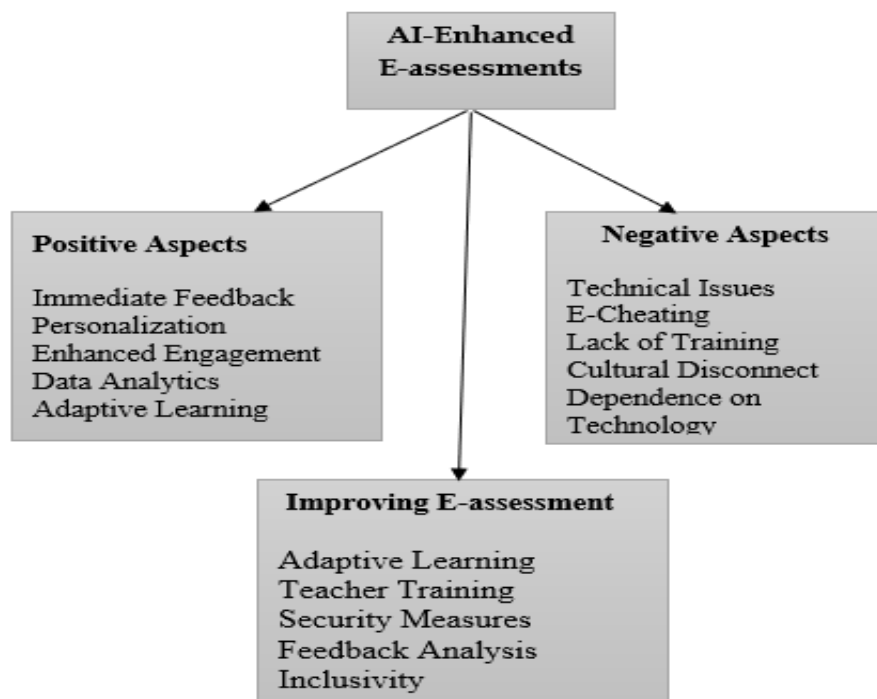 AI-Enhanced
E-assessments
Positive Aspects
Immediate Feedback
Personalization
Enhanced Engagement
Data Analytics
Adaptive Learning
Negative Aspects
Technical Issues
E-Cheating
Lack of Training
Cultural Disconnect
Dependence on
Technology
Improving E-assessment
Adaptive Learning
Teacher Training
Security Measures
Feedback Analysis
Inclusivity